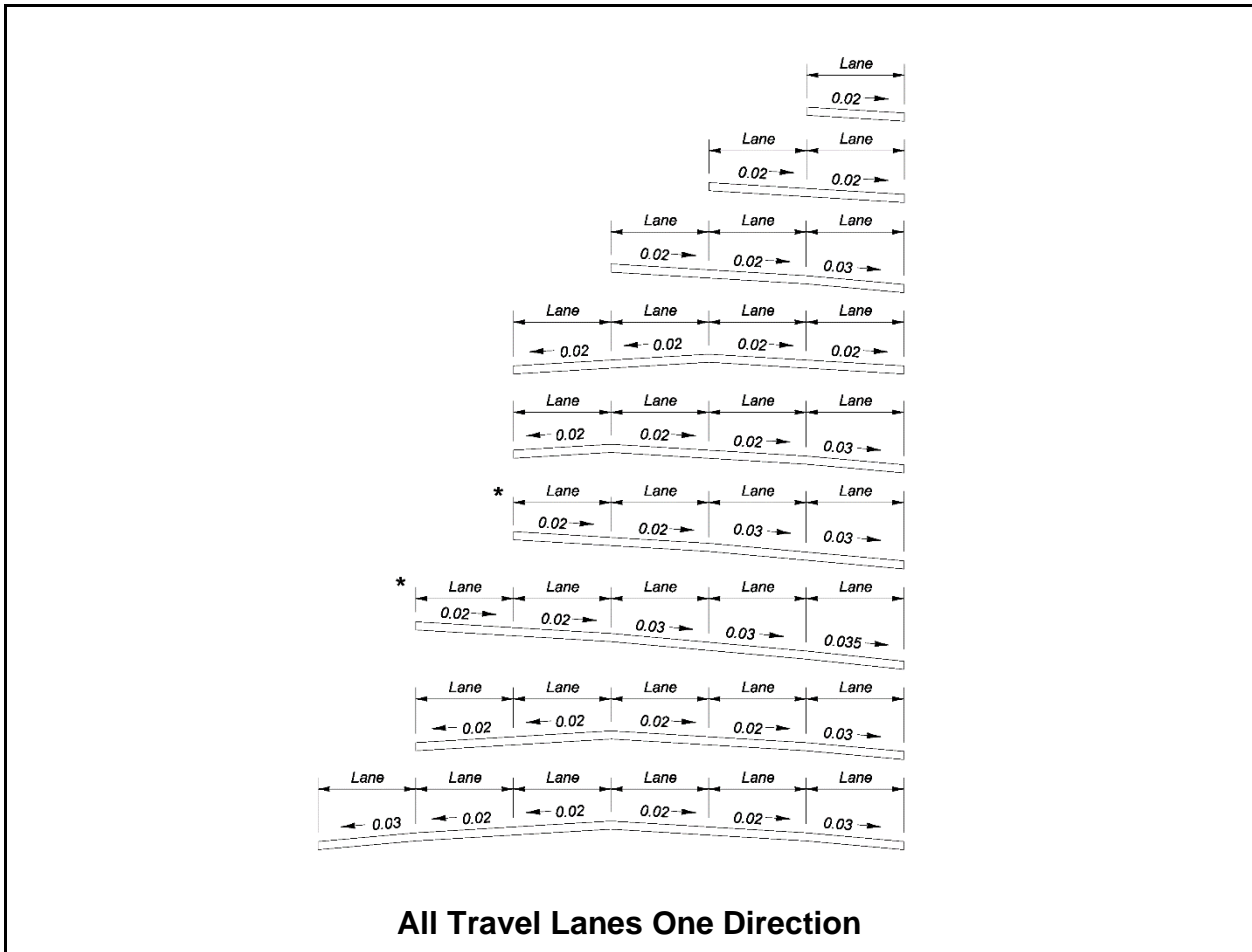 Lane
0.02
Lane Lane
0.02 0.02
Lane Lane Lane
0.02 0.02 0.03
Lane Lane Lane Lane
0.02 0.02 0.02 0.02
Lane Lane Lane Lane
0.02 0.02 0.02 0.03
* Lane Lane Lane Lane
0.02 0.02 0.03 0.03
* Lane Lane Lane Lane Lane
0.02 0.02 0.03 0.03 0.035
Lane Lane Lane Lane Lane
0.02 0.02 0.02 0.02 0.03
Lane Lane Lane Lane Lane Lane
0.03 0.02 0.02 0.02 0.02 0.03
All Travel Lanes One Direction